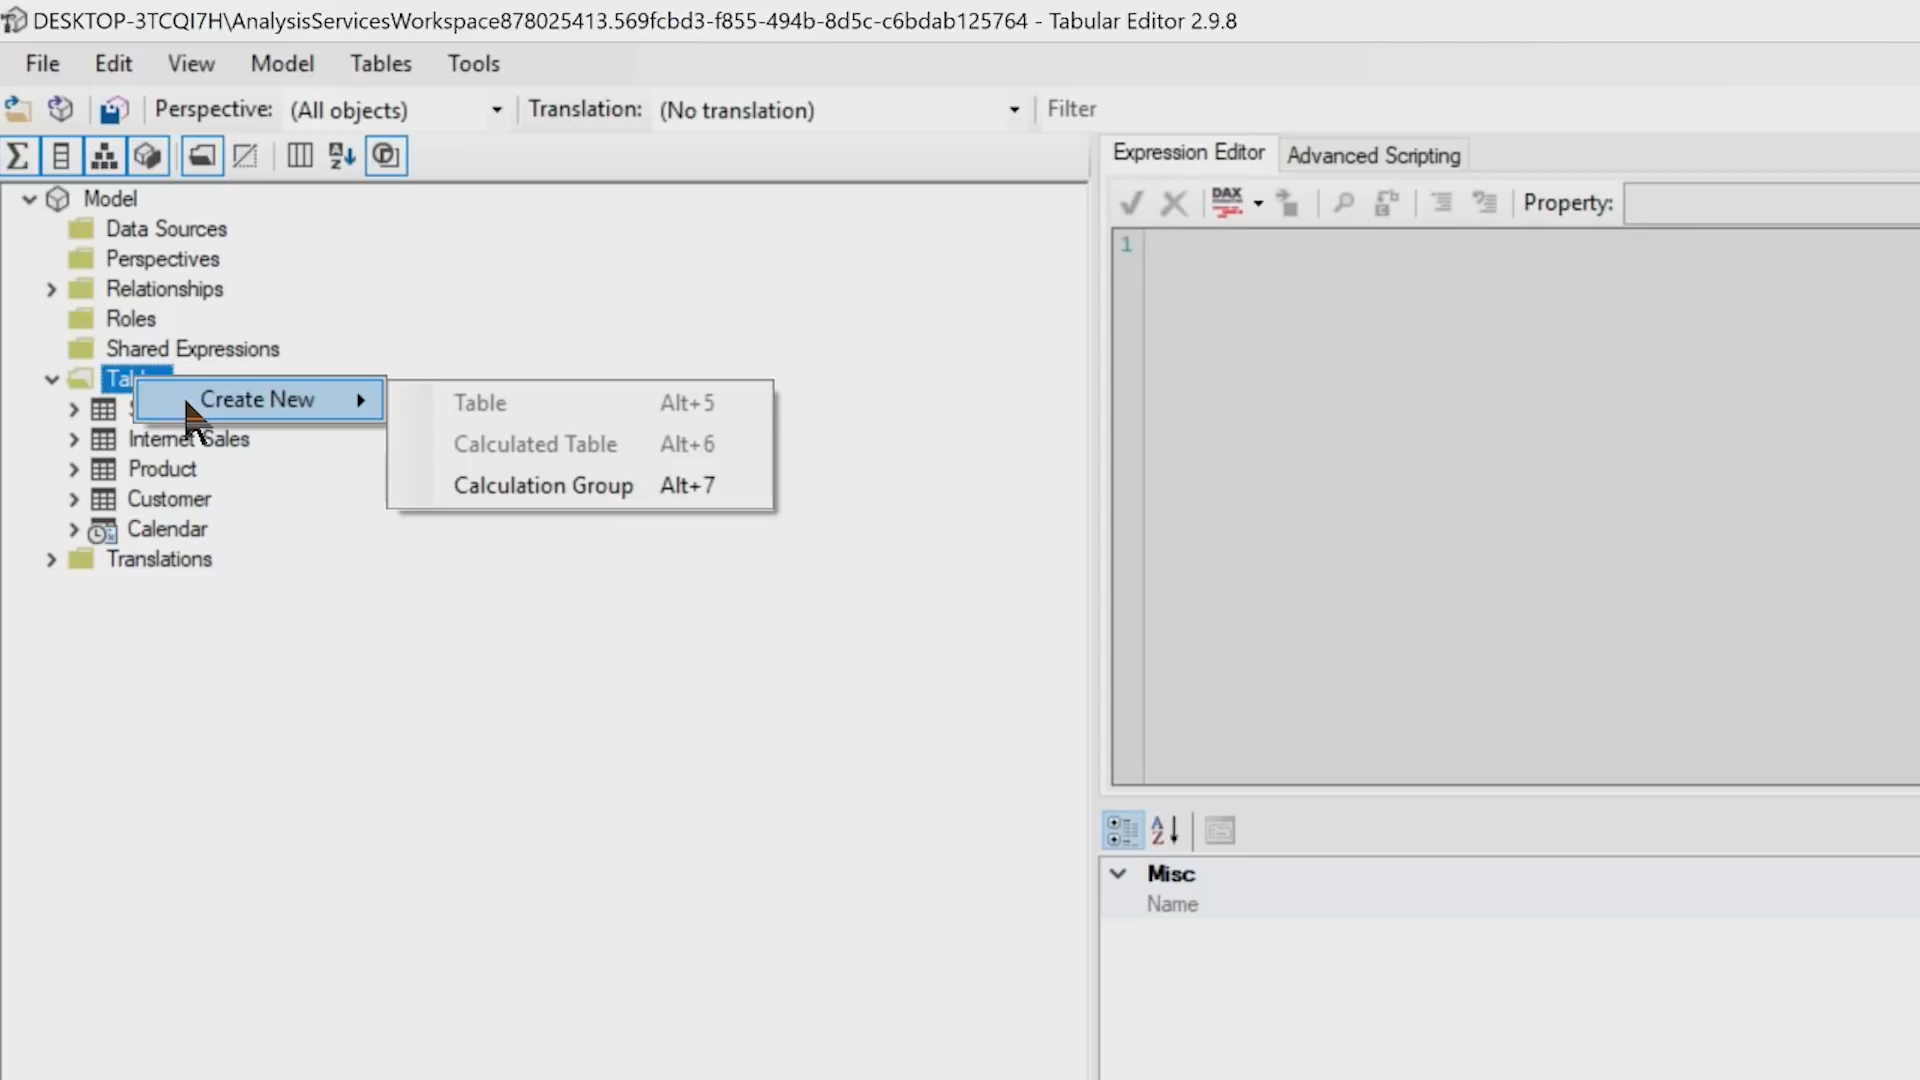 DESKTOP-3TCQI7H\AnalysisServicesWorkspace878025413.569fcbd3-f855-494b-8d5c-c6bdab125764 - Tabular Editor 2.9.8
File Edit View Model Tables Tools
Perspective: (All objects) Translation: (No translation) Filter
Expression Editor Advanced Scripting
DAX Property:
1
Model
Data Sources
Perspectives
Relationships
Roles
Shared Expressions
Create New
Table Alt+5
Calculated Table Alt+6
Calculation Group Alt+7
Internet Sales
Product
Customer
Calendar
Translations
Misc
Name